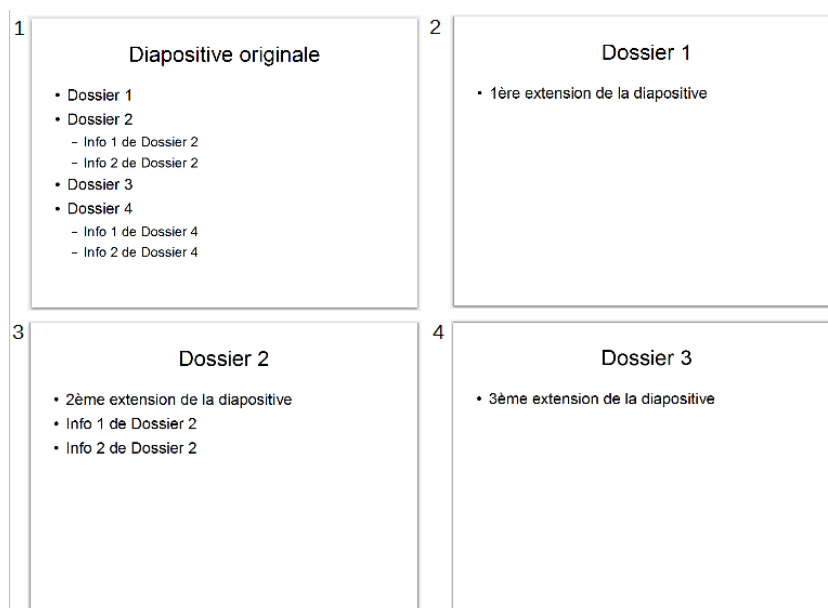 1
Diapositive originale
• Dossier 1
• Dossier 2
– Info 1 de Dossier 2
– Info 2 de Dossier 2
• Dossier 3
• Dossier 4
– Info 1 de Dossier 4
– Info 2 de Dossier 4
2
Dossier 1
• 1ère extension de la diapositive
3
Dossier 2
• 2ème extension de la diapositive
• Info 1 de Dossier 2
• Info 2 de Dossier 2
4
Dossier 3
• 3ème extension de la diapositive